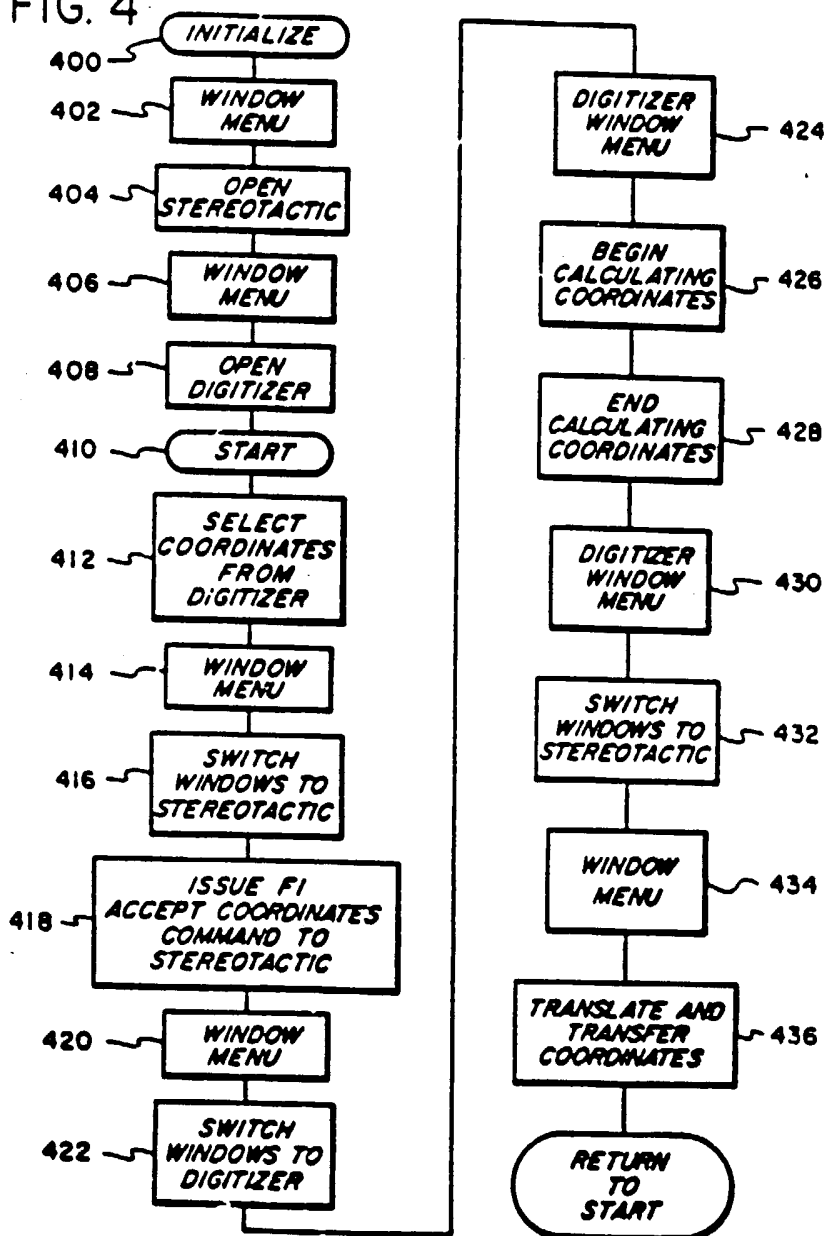 FIG. 4
INITIALIZE
400
WINDOW
MENU
402
OPEN
STEREOTACTIC
404
WINDOW
MENU
406
OPEN
DIGITIZER
408
START
410
SELECT
COORDINATES
FROM
DIGITIZER
412
WINDOW
MENU
414
SWITCH
WINDOWS TO
STEREOTACTIC
416
ISSUE F1
ACCEPT COORDINATES
COMMAND TO
STEREOTACTIC
418
WINDOW
MENU
420
SWITCH
WINDOWS TO
DIGITIZER
422
DIGITIZER
WINDOW
MENU
424
BEGIN
CALCULATING
COORDINATES
426
END
CALCULATING
COORDINATES
428
DIGITIZER
WINDOW
MENU
430
SWITCH
WINDOWS TO
STEREOTACTIC
432
WINDOW
MENU
434
TRANSLATE AND
TRANSFER
COORDINATES
436
RETURN
TO
START